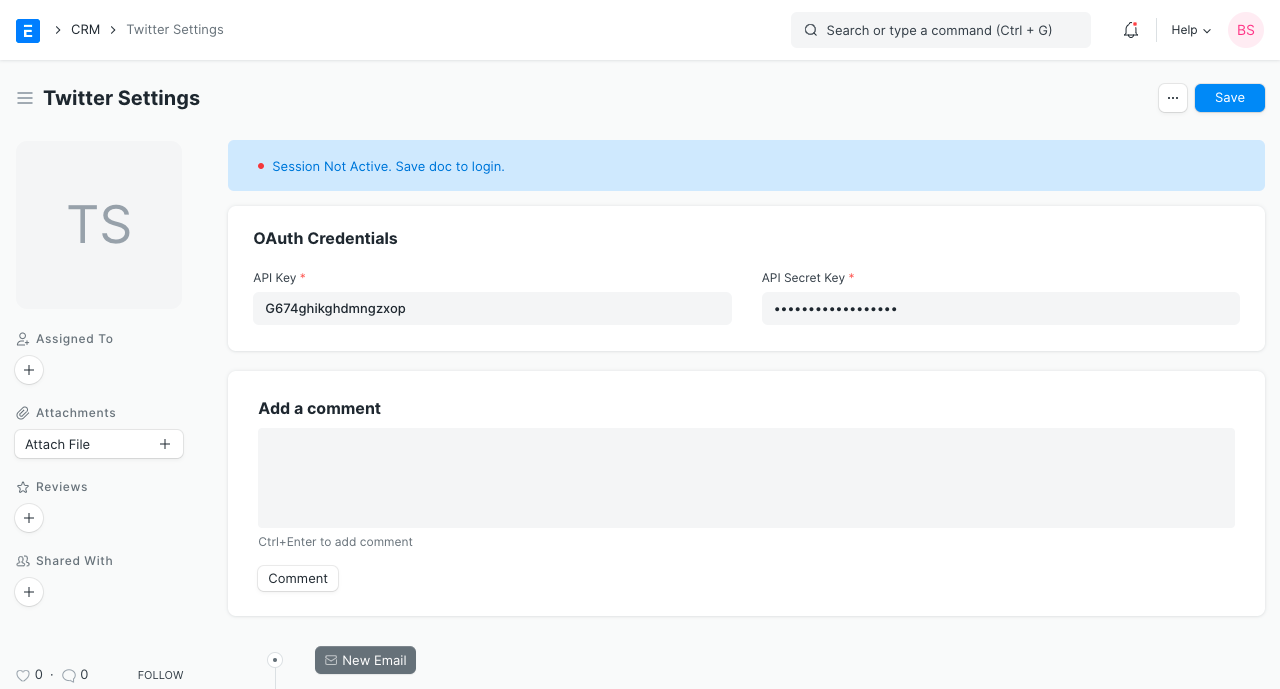 E
CRM
Twitter Settings
Search or type a command (Ctrl + G)
Help
BS
Twitter Settings
...
Save
TS
Session Not Active. Save doc to login.
OAuth Credentials
API Key *
API Secret Key *
G674ghikghdmngzxop
••••••••••••••••••
Assigned To
+
Attachments
Attach File +
Reviews
+
Shared With
+
Add a comment
Ctrl+Enter to add comment
Comment
0 · 0
FOLLOW
New Email